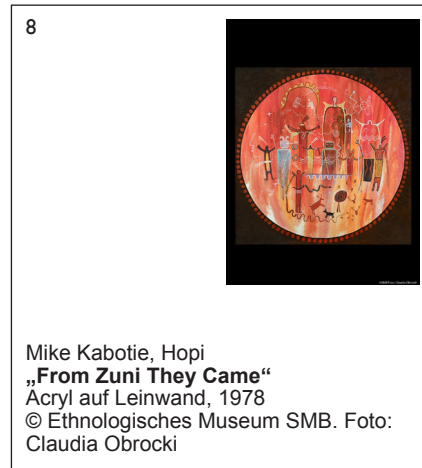 8
Mike Kabotie, Hopi
„From Zuni They Came“
Acryl auf Leinwand, 1978
© Ethnologisches Museum SMB. Foto:
Claudia Obrocki